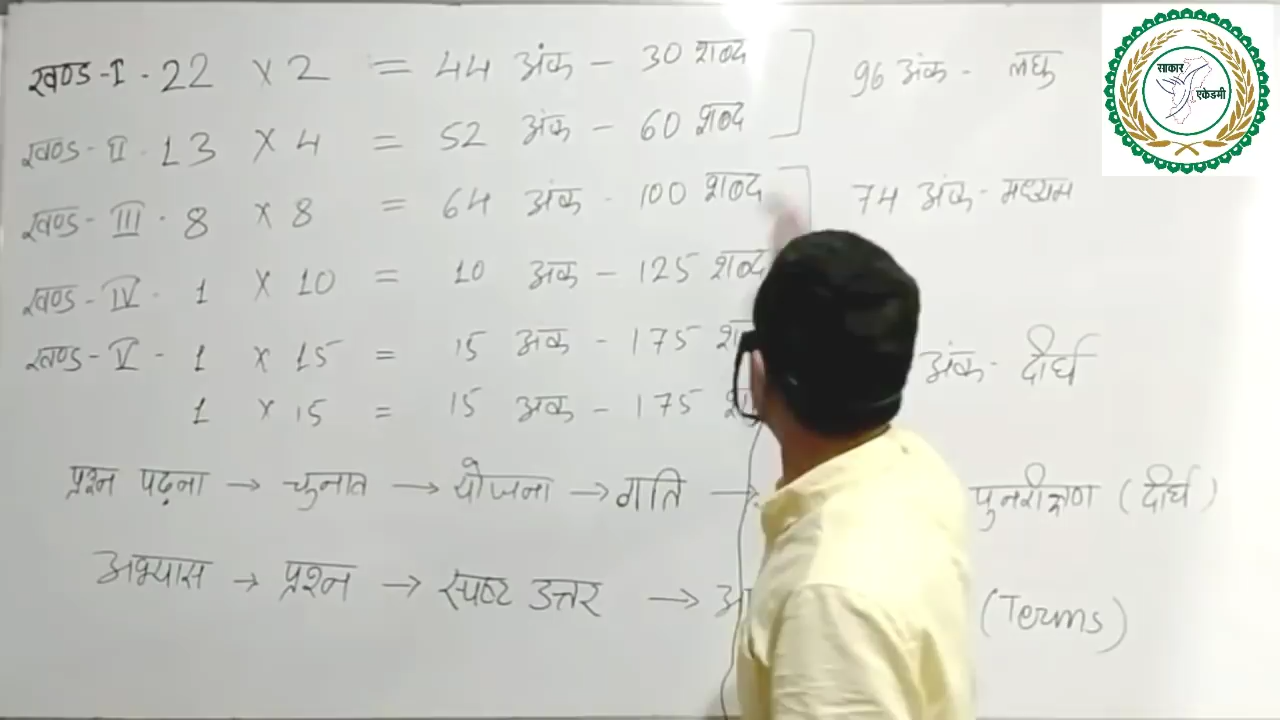 खण्ड-I - 22 × 2 = 44 अंक - 30 शब्द
96 अंक - लघु
खण्ड-II - 13 × 4 = 52 अंक - 60 शब्द
खण्ड-III - 8 × 8 = 64 अंक - 100 शब्द
74 अंक - मध्यम
खण्ड-IV - 1 × 10 = 10 अंक - 125 शब्द
खण्ड-V - 1 × 15 = 15 अंक - 175
अंक - दीर्घ
1 × 15 = 15 अंक - 175
प्रश्न पढ़ना → चुनाव → योजना → गति → पुनरीक्षण (दीर्घ)
अभ्यास → प्रश्न → स्पष्ट उत्तर → (Terms)
साकार एकेडमी